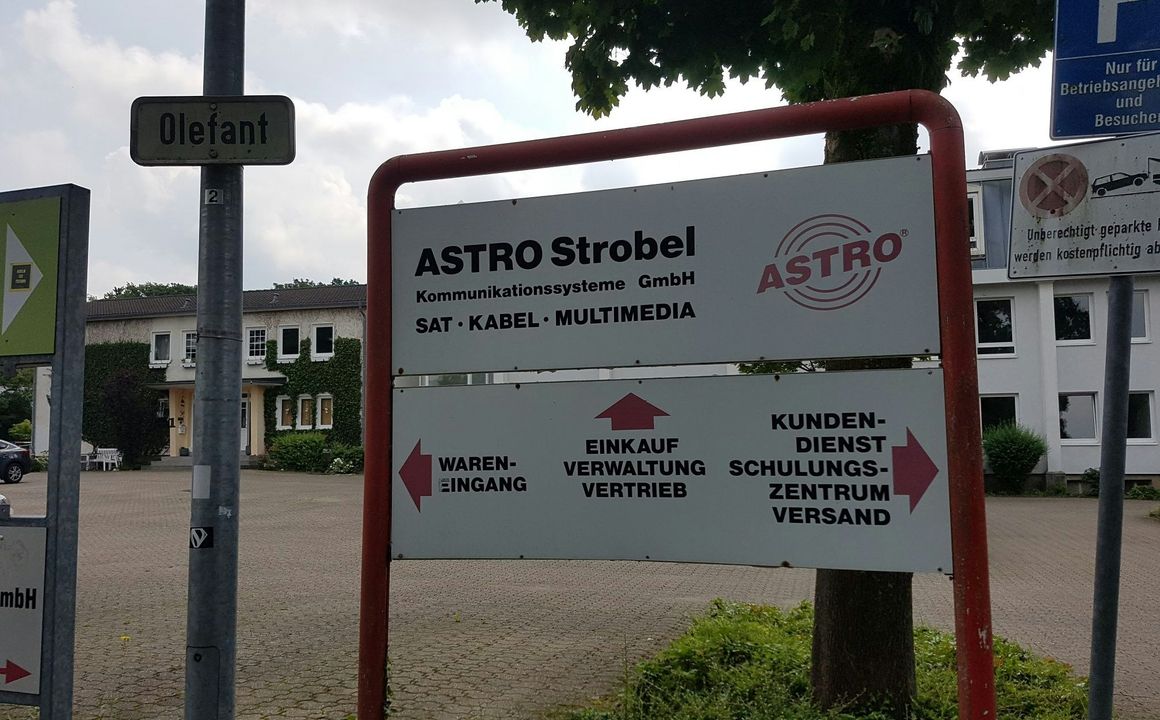 Olefant
2
ASTRO Strobel
Kommunikationssysteme GmbH
SAT · KABEL · MULTIMEDIA
ASTRO®
WAREN-
EINGANG
EINKAUF
VERWALTUNG
VERTRIEB
KUNDEN-
DIENST
SCHULUNGS-
ZENTRUM
VERSAND
P
Nur für
Betriebsangeh
und
Besucher
Unberechtigt geparkte
werden kostenpflichtig ab
mbH